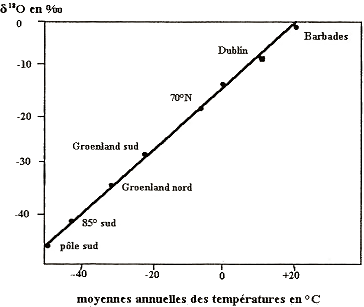 δ¹⁸O en ‰
0
Barbades
Dublin
-10
70°N
-20
Groenland sud
-30
Groenland nord
-40
85° sud
pôle sud
-40
-20
0
+20
moyennes annuelles des températures en °C